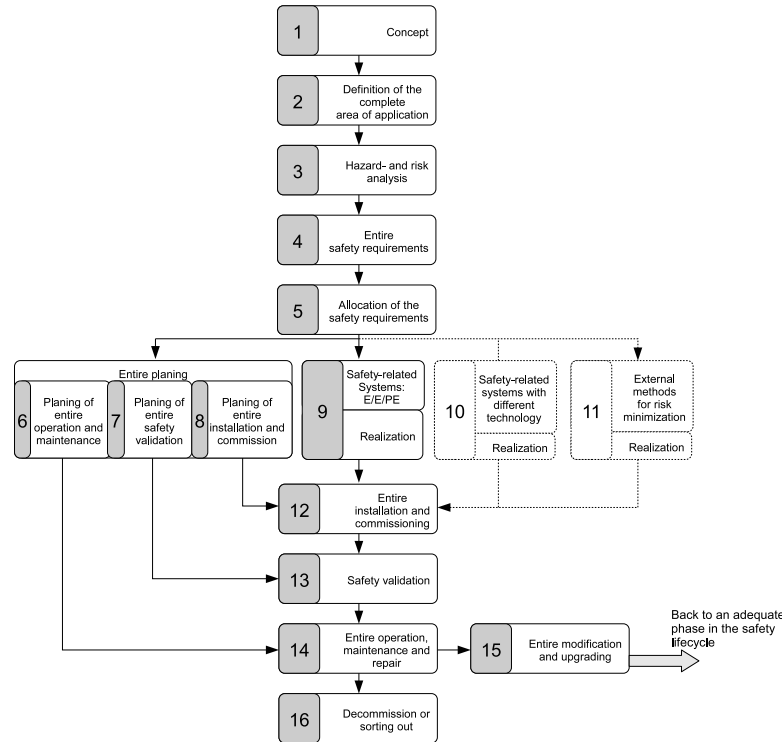 1
Concept
2
Definition of the
complete
area of application
3
Hazard- and risk
analysis
4
Entire
safety requirements
5
Allocation of the
safety requirements
Entire planing
6
Planing of
entire
operation and
maintenance
7
Planing of
entire
safety
validation
8
Planing of
entire
installation and
commission
9
Safety-related
Systems:
E/E/PE
Realization
10
Safety-related
systems with
different
technology
Realization
11
External
methods
for risk
minimization
Realization
12
Entire
installation and
commissioning
13
Safety validation
14
Entire operation,
maintenance and
repair
15
Entire modification
and upgrading
Back to an adequate
phase in the safety
lifecycle
16
Decommission or
sorting out